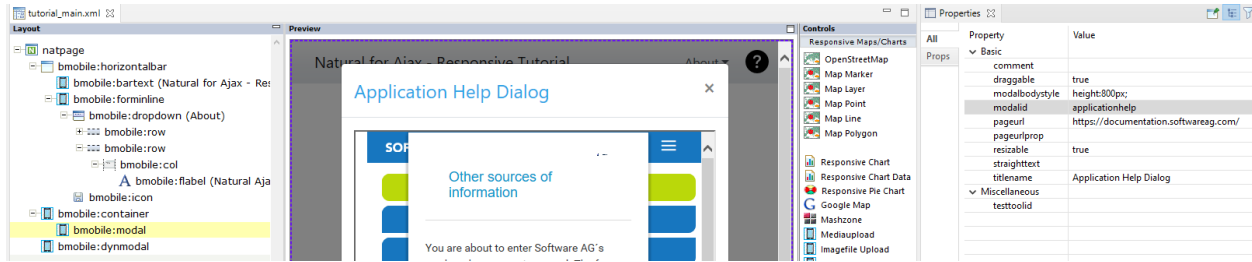 tutorial_main.xml
Layout
natpage
bmobile:horizontalbar
bmobile:bartext (Natural for Ajax - Res
bmobile:forminline
bmobile:dropdown (About)
bmobile:row
bmobile:row
bmobile:col
A bmobile:flabel (Natural Aja
bmobile:icon
bmobile:container
bmobile:modal
bmobile:dynmodal
Preview
Natural for Ajax - Responsive Tutorial About ?
Application Help Dialog ×
SOF
Other sources of
information
You are about to enter Software AG´s
Controls
Responsive Maps/Charts
OpenStreetMap
Map Marker
Map Layer
Map Point
Map Line
Map Polygon
Responsive Chart
Responsive Chart Data
Responsive Pie Chart
G Google Map
Mashzone
Mediaupload
Imagefile Upload
Properties
All
Props
Property Value
Basic
comment
draggable true
modalbodystyle height:800px;
modalid applicationhelp
pageurl https://documentation.softwareag.com/
pageurlprop
resizable true
straighttext
titlename Application Help Dialog
Miscellaneous
testtoolid